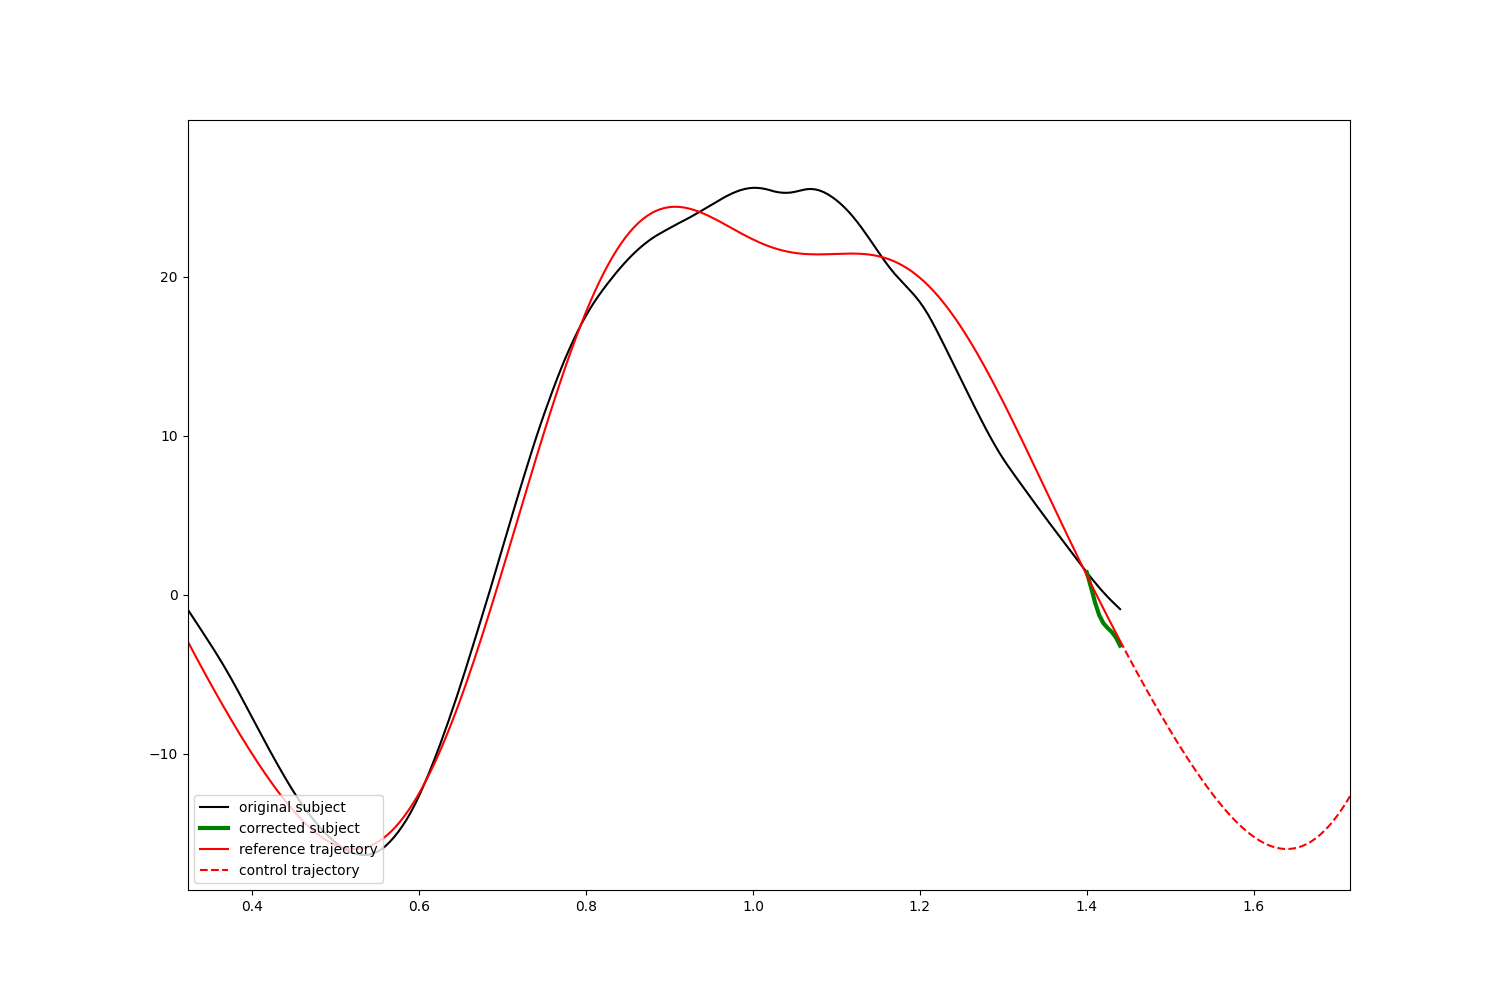 20
10
0
−10
original subject
corrected subject
reference trajectory
control trajectory
0.4 0.6 0.8 1.0 1.2 1.4 1.6